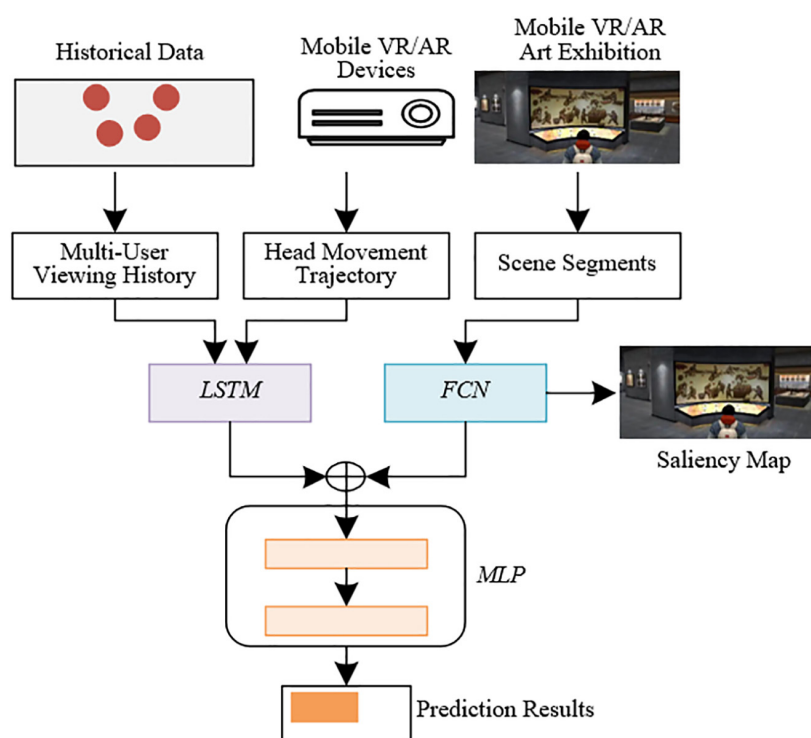 Historical Data
Mobile VR/AR
Devices
Mobile VR/AR
Art Exhibition
Multi-User
Viewing History
Head Movement
Trajectory
Scene Segments
LSTM
FCN
Saliency Map
MLP
Prediction Results